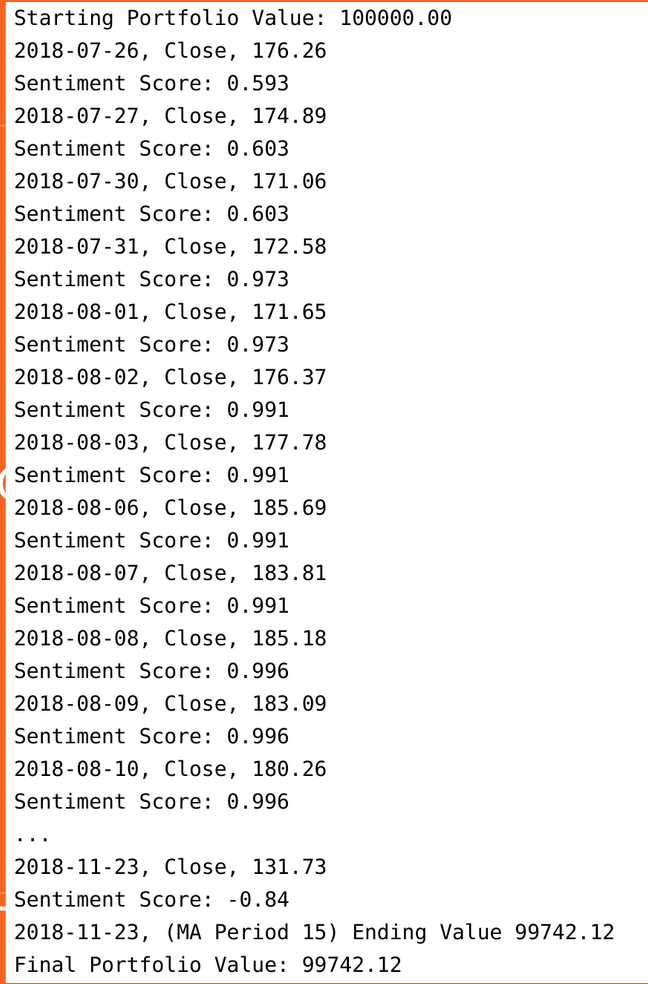 Starting Portfolio Value: 100000.00
2018-07-26, Close, 176.26
Sentiment Score: 0.593
2018-07-27, Close, 174.89
Sentiment Score: 0.603
2018-07-30, Close, 171.06
Sentiment Score: 0.603
2018-07-31, Close, 172.58
Sentiment Score: 0.973
2018-08-01, Close, 171.65
Sentiment Score: 0.973
2018-08-02, Close, 176.37
Sentiment Score: 0.991
2018-08-03, Close, 177.78
Sentiment Score: 0.991
2018-08-06, Close, 185.69
Sentiment Score: 0.991
2018-08-07, Close, 183.81
Sentiment Score: 0.991
2018-08-08, Close, 185.18
Sentiment Score: 0.996
2018-08-09, Close, 183.09
Sentiment Score: 0.996
2018-08-10, Close, 180.26
Sentiment Score: 0.996
...
2018-11-23, Close, 131.73
Sentiment Score: -0.84
2018-11-23, (MA Period 15) Ending Value 99742.12
Final Portfolio Value: 99742.12